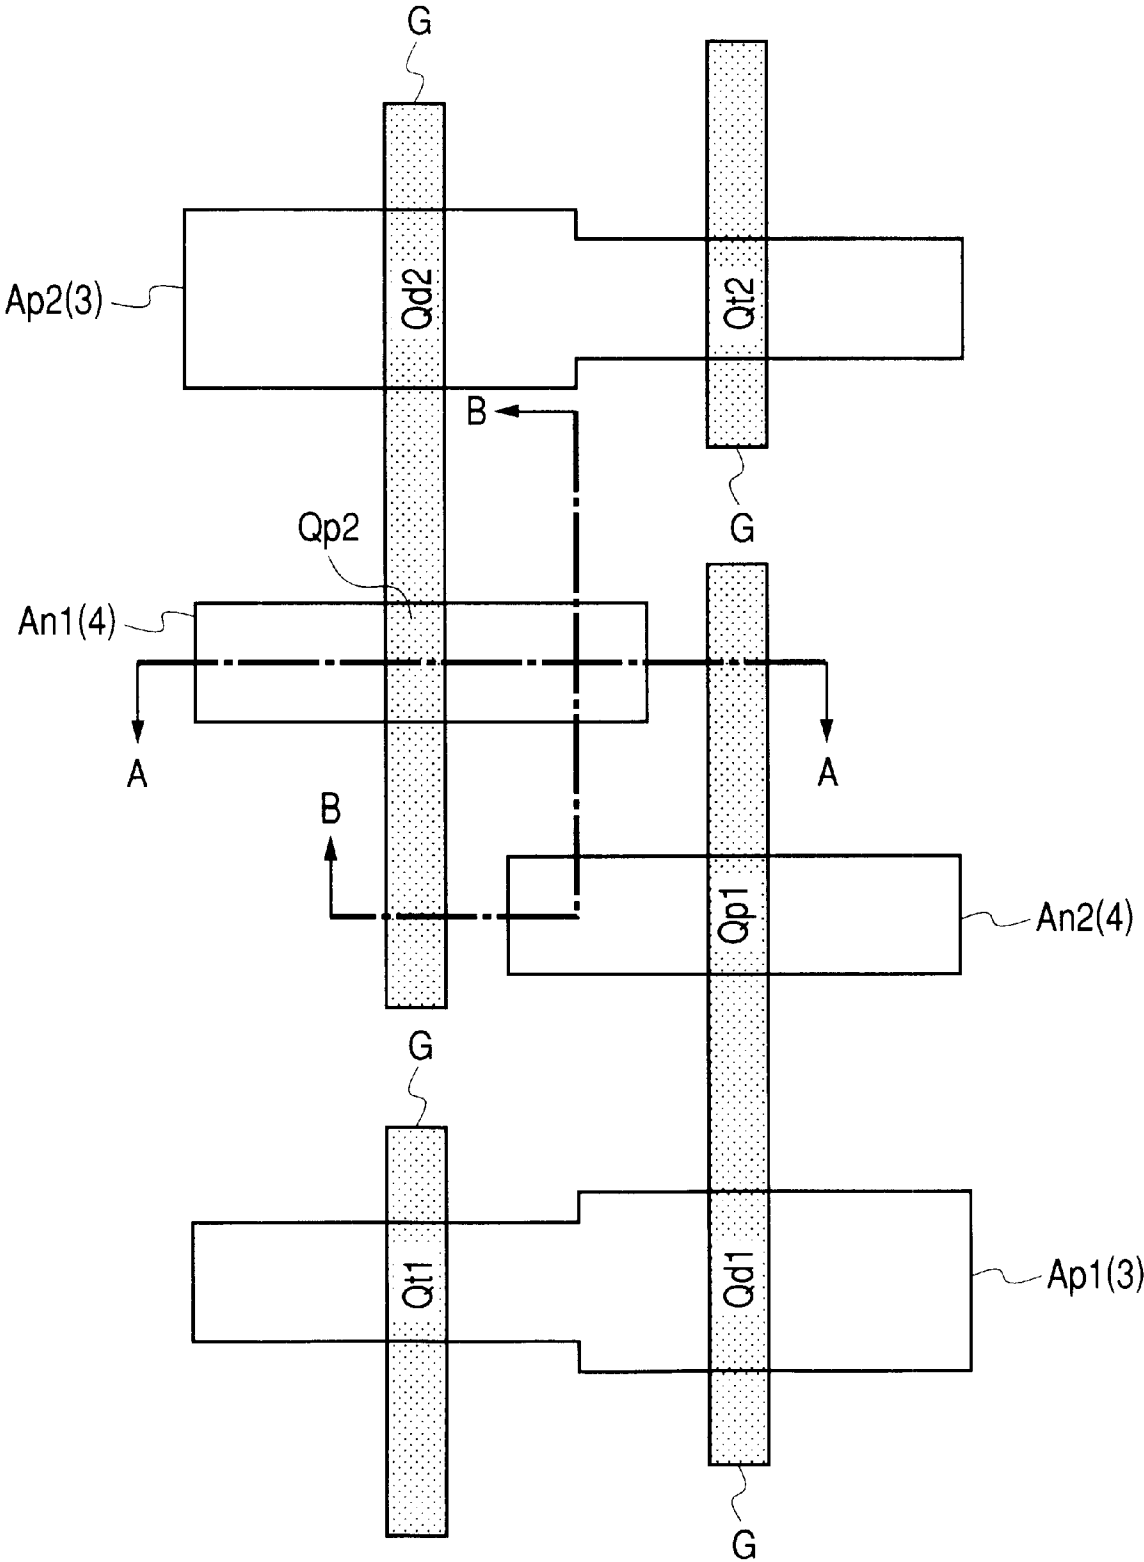 G
Ap2(3)
Qd2
Qt2
B
G
Qp2
An1(4)
A
A
B
Qp1
An2(4)
G
Qt1
Qd1
Ap1(3)
G